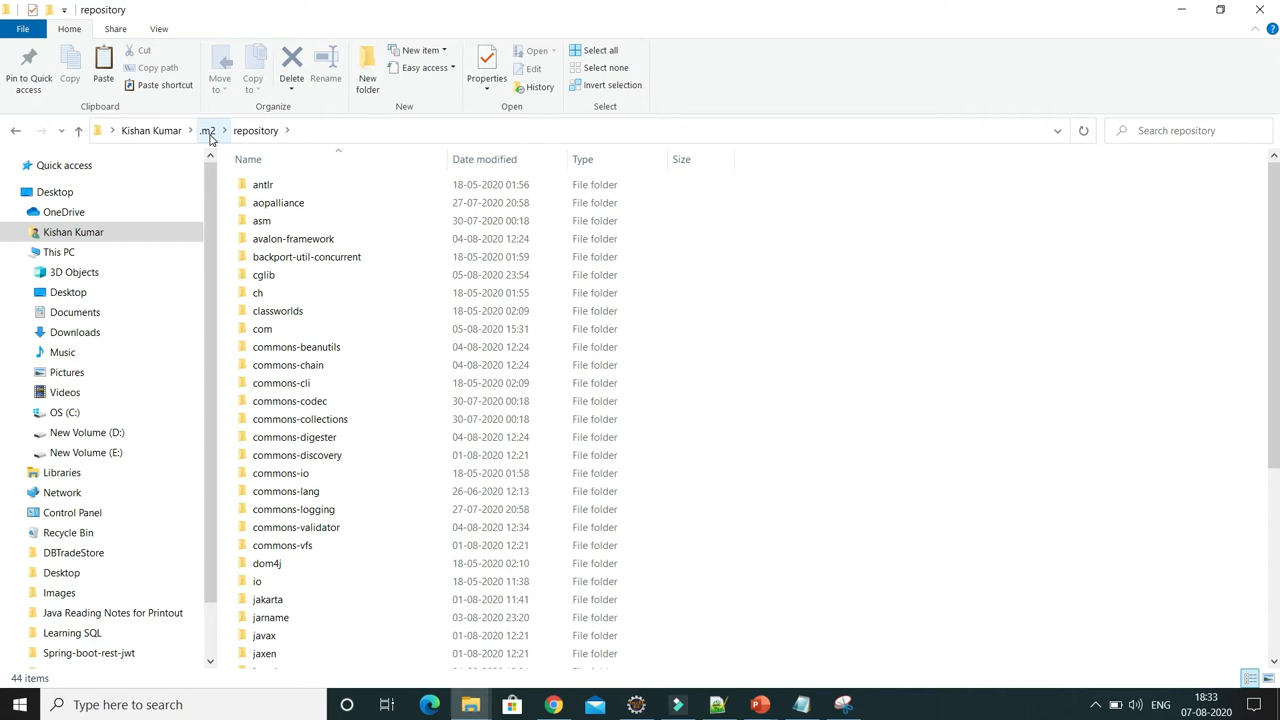 repository
File Home Share View
Pin to Quick access
Copy
Paste
Cut
Copy path
Paste shortcut
Clipboard
Move to
Copy to
Delete
Rename
Organize
New folder
New item
Easy access
New
Properties
Open
Edit
History
Open
Select all
Select none
Invert selection
Select
Kishan Kumar .m2 repository
Search repository
Quick access
Desktop
OneDrive
Kishan Kumar
This PC
3D Objects
Desktop
Documents
Downloads
Music
Pictures
Videos
OS (C:)
New Volume (D:)
New Volume (E:)
Libraries
Network
Control Panel
Recycle Bin
DBTradeStore
Desktop
Images
Java Reading Notes for Printout
Learning SQL
Spring-boot-rest-jwt
Name Date modified Type Size
antlr 18-05-2020 01:56 File folder
aopalliance 27-07-2020 20:58 File folder
asm 30-07-2020 00:18 File folder
avalon-framework 04-08-2020 12:24 File folder
backport-util-concurrent 18-05-2020 01:59 File folder
cglib 05-08-2020 23:54 File folder
ch 18-05-2020 01:55 File folder
classworlds 18-05-2020 02:09 File folder
com 05-08-2020 15:31 File folder
commons-beanutils 04-08-2020 12:24 File folder
commons-chain 04-08-2020 12:24 File folder
commons-cli 18-05-2020 02:09 File folder
commons-codec 30-07-2020 00:18 File folder
commons-collections 30-07-2020 00:18 File folder
commons-digester 04-08-2020 12:24 File folder
commons-discovery 01-08-2020 12:21 File folder
commons-io 18-05-2020 01:58 File folder
commons-lang 26-06-2020 12:13 File folder
commons-logging 27-07-2020 20:58 File folder
commons-validator 04-08-2020 12:34 File folder
commons-vfs 01-08-2020 12:21 File folder
dom4j 18-05-2020 02:10 File folder
io 18-05-2020 11:38 File folder
jakarta 01-08-2020 11:41 File folder
jarname 03-08-2020 23:20 File folder
javax 01-08-2020 12:21 File folder
jaxen 01-08-2020 12:21 File folder
44 items
Type here to search
ENG
18:33
07-08-2020